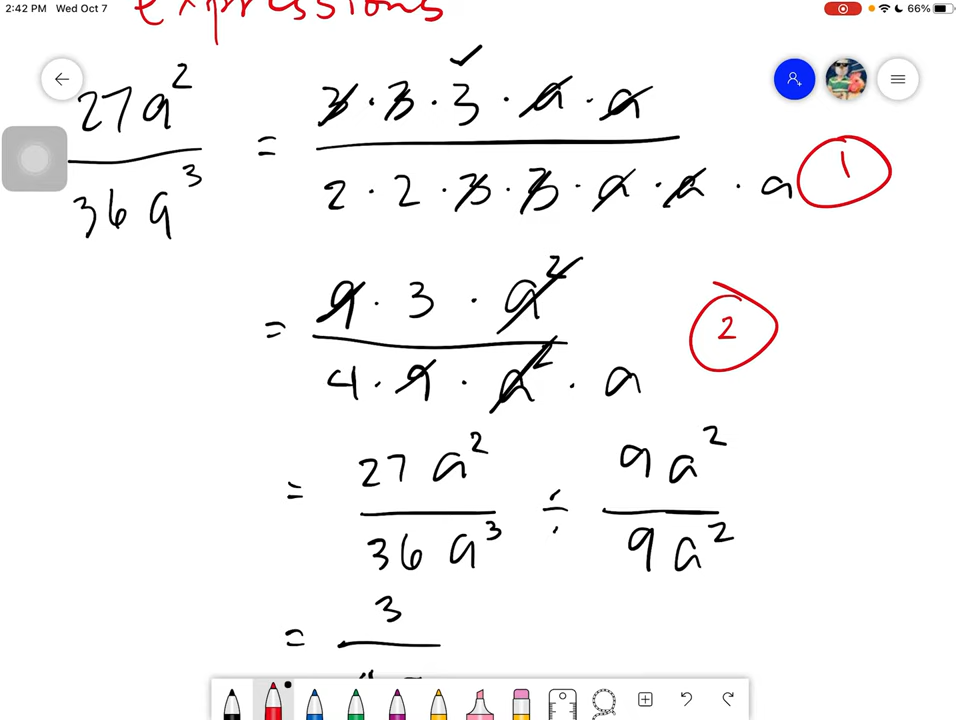 2:42 PM Wed Oct 7
66%
expressions
27a² / 36a³ = 3 · 3 · 3 · a · a / 2 · 2 · 3 · 3 · a · a · a
1
= 9 · 3 · a² / 4 · 9 · a² · a
2
= 27a² / 36a³ ÷ 9a² / 9a²
= 3 /